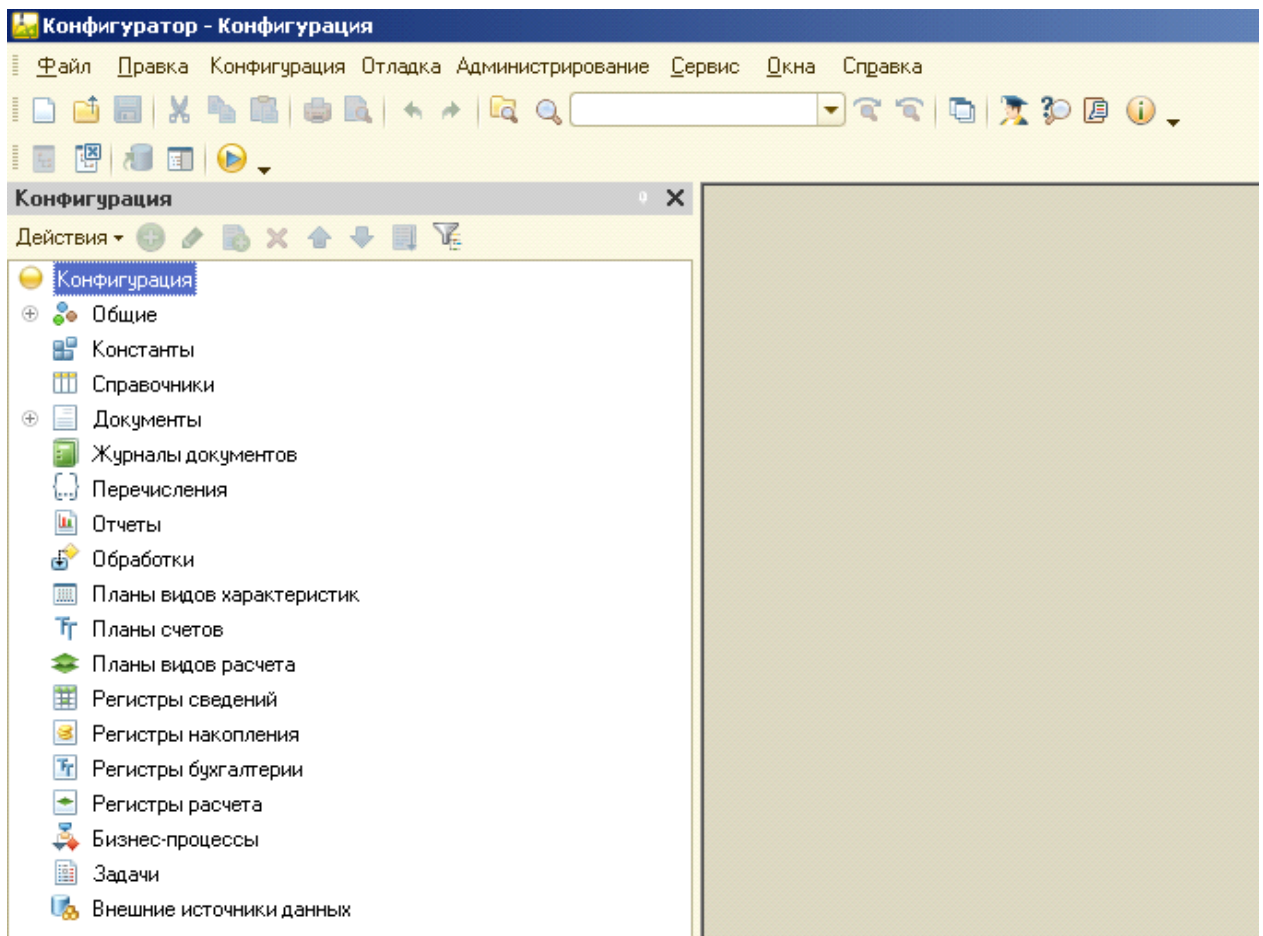 Конфигуратор - Конфигурация
Файл Правка Конфигурация Отладка Администрирование Сервис Окна Справка
Конфигурация
Действия
Конфигурация
Общие
Константы
Справочники
Документы
Журналы документов
Перечисления
Отчеты
Обработки
Планы видов характеристик
Планы счетов
Планы видов расчета
Регистры сведений
Регистры накопления
Регистры бухгалтерии
Регистры расчета
Бизнес-процессы
Задачи
Внешние источники данных